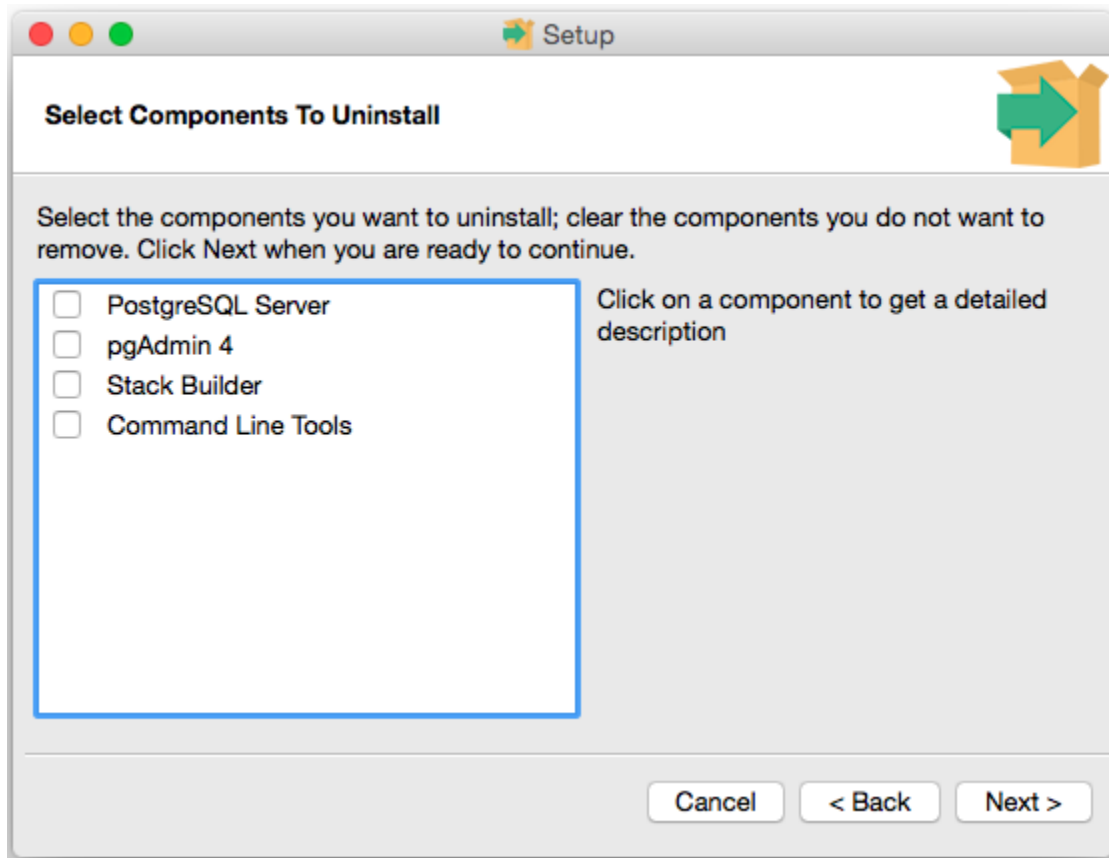 Setup
Select Components To Uninstall
Select the components you want to uninstall; clear the components you do not want to
remove. Click Next when you are ready to continue.
PostgreSQL Server
pgAdmin 4
Stack Builder
Command Line Tools
Click on a component to get a detailed
description
Cancel
< Back
Next >